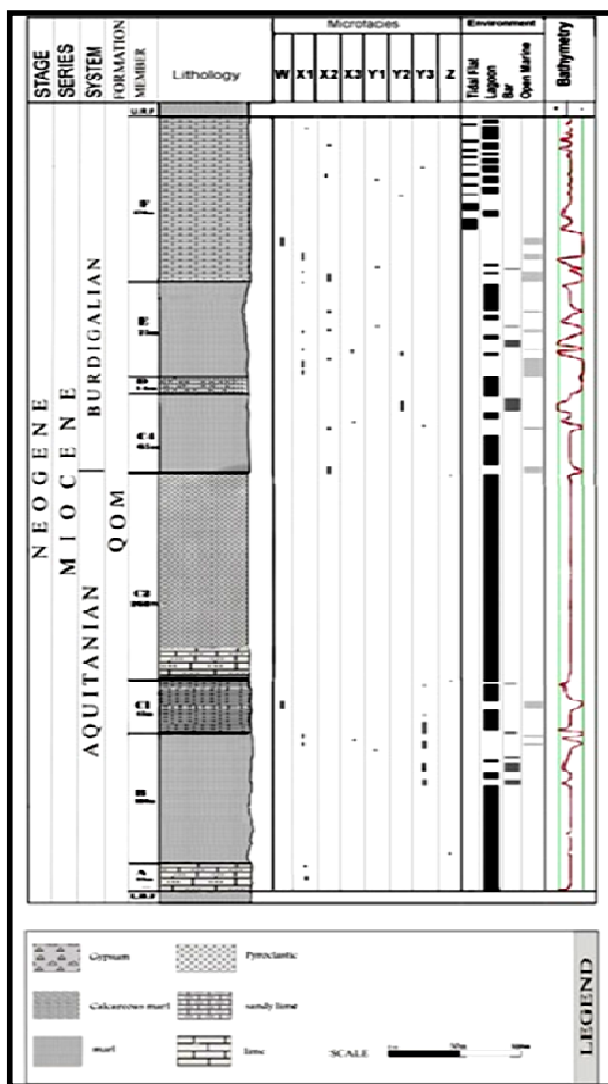 STAGE
SERIES
SYSTEM
FORMATION
MEMBER
Lithology
Microfacies
W X1 X2 X3 Y1 Y2 Y3 Z
Environment
Tidal Flat
Lagoon
Bar
Open Marine
Bathymetry
U.R.F
NEOGENE
MIOCENE
BURDIGALIAN
AQUITANIAN
QOM
Gypsum
Pyroclastic
Calcareous marl
sandy lime
marl
lime
SCALE
LEGEND